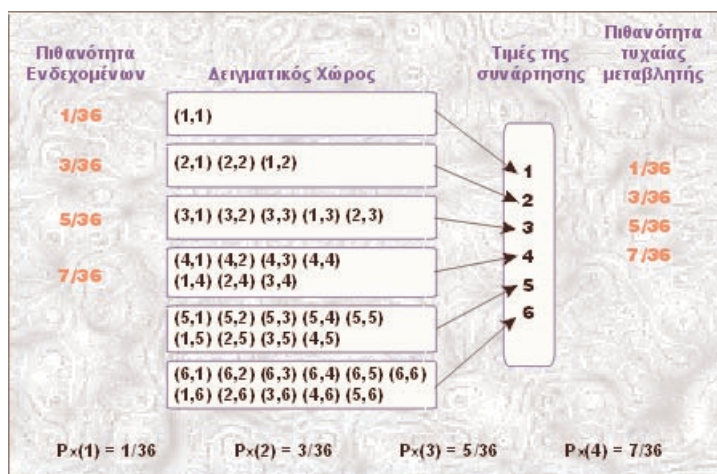 Πιθανότητα
Ενδεχομένων
Δειγματικός Χώρος
Τιμές της
συνάρτησης
Πιθανότητα
τυχαίας
μεταβλητής
1/36
3/36
5/36
7/36
(1,1)
(2,1) (2,2) (1,2)
(3,1) (3,2) (3,3) (1,3) (2,3)
(4,1) (4,2) (4,3) (4,4)
(1,4) (2,4) (3,4)
(5,1) (5,2) (5,3) (5,4) (5,5)
(1,5) (2,5) (3,5) (4,5)
(6,1) (6,2) (6,3) (6,4) (6,5) (6,6)
(1,6) (2,6) (3,6) (4,6) (5,6)
1
2
3
4
5
6
1/36
3/36
5/36
7/36
Px(1) = 1/36 Px(2) = 3/36 Px(3) = 5/36 Px(4) = 7/36